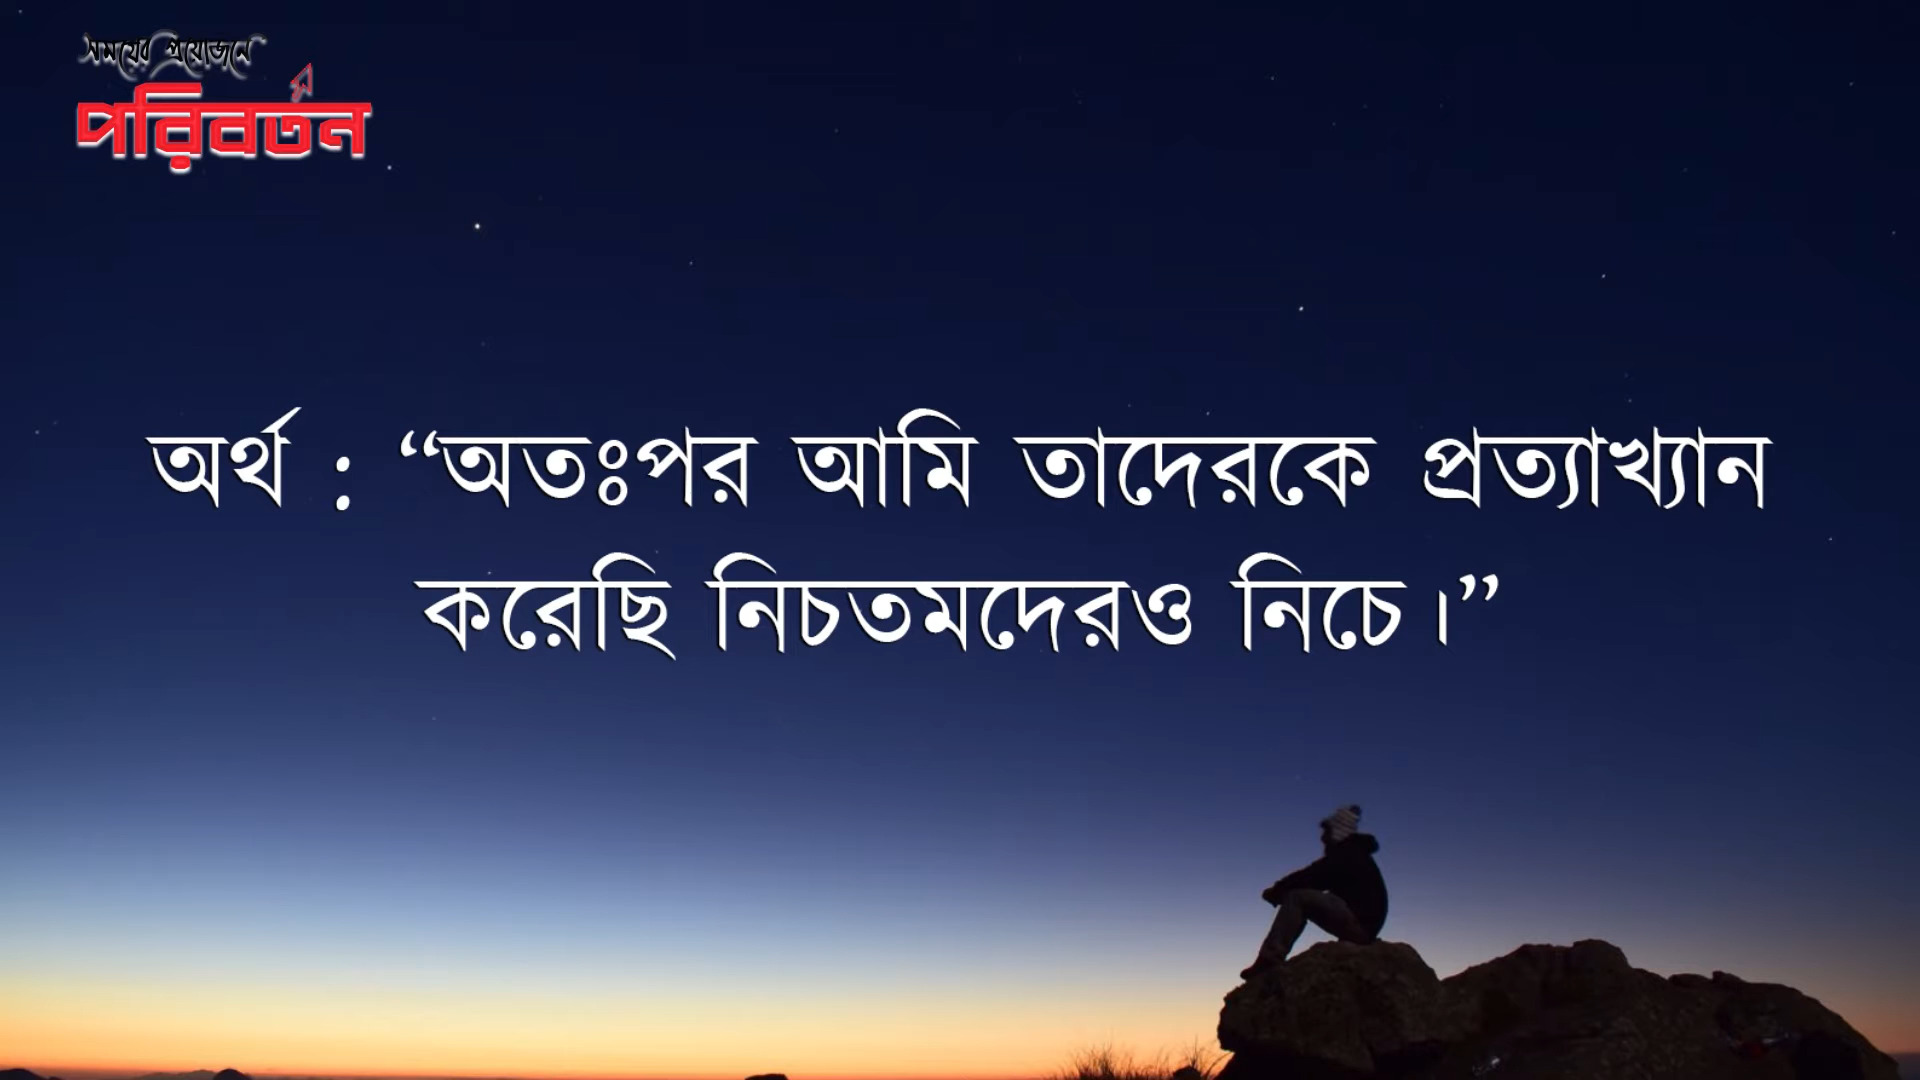 সময়ের প্রয়োজনে
পরিবর্তন
অর্থ : “অতঃপর আমি তাদেরকে প্রত্যাখ্যান
করেছি নিচতমদেরও নিচে।”